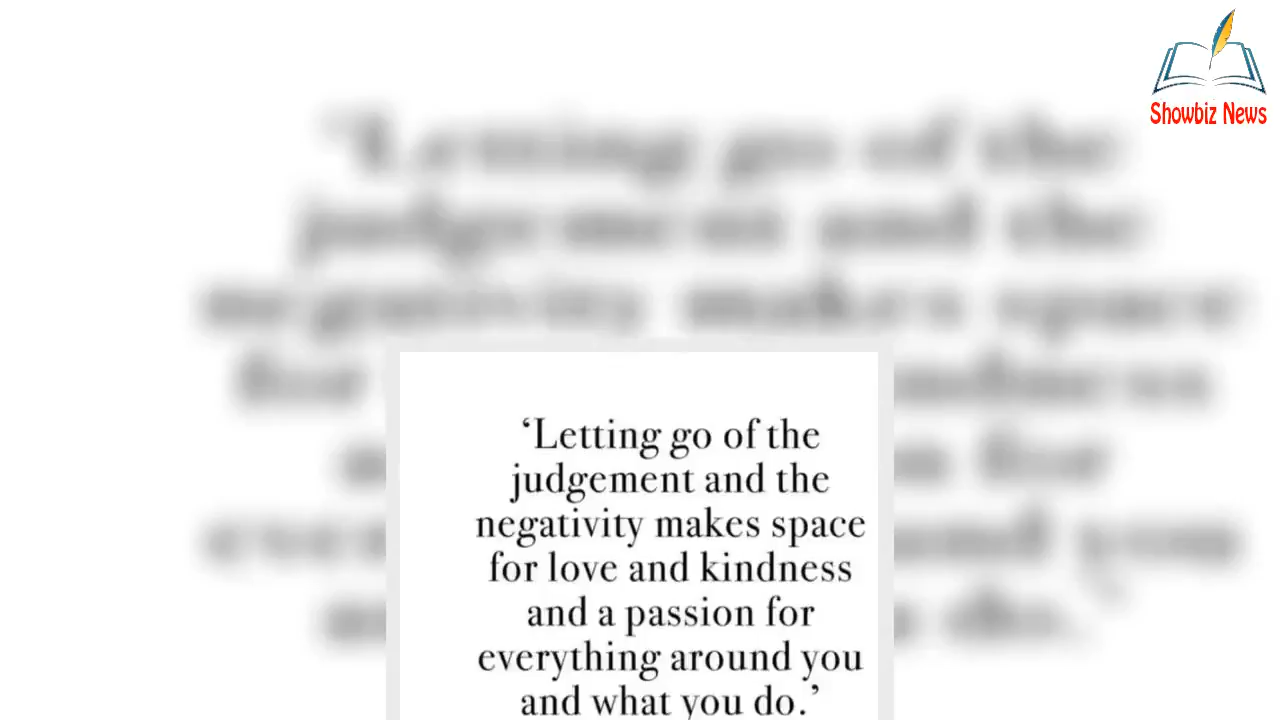 Showbiz News
‘Letting go of the
judgement and the
negativity makes space
for love and kindness
and a passion for
everything around you
and what you do.’